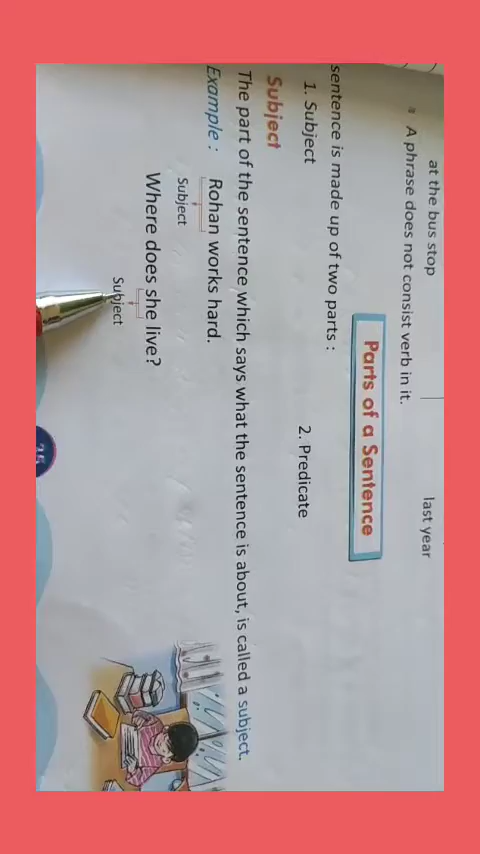 at the bus stop last year
* A phrase does not consist verb in it.
Parts of a Sentence
sentence is made up of two parts :
1. Subject 2. Predicate
Subject
The part of the sentence which says what the sentence is about, is called a subject.
Example : Rohan works hard.
Subject
Where does she live?
Subject